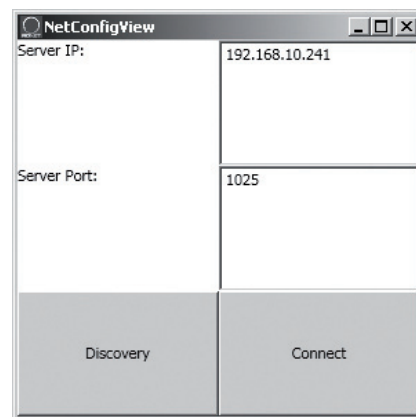 NetConfigView
Server IP:
192.168.10.241
Server Port:
1025
Discovery
Connect